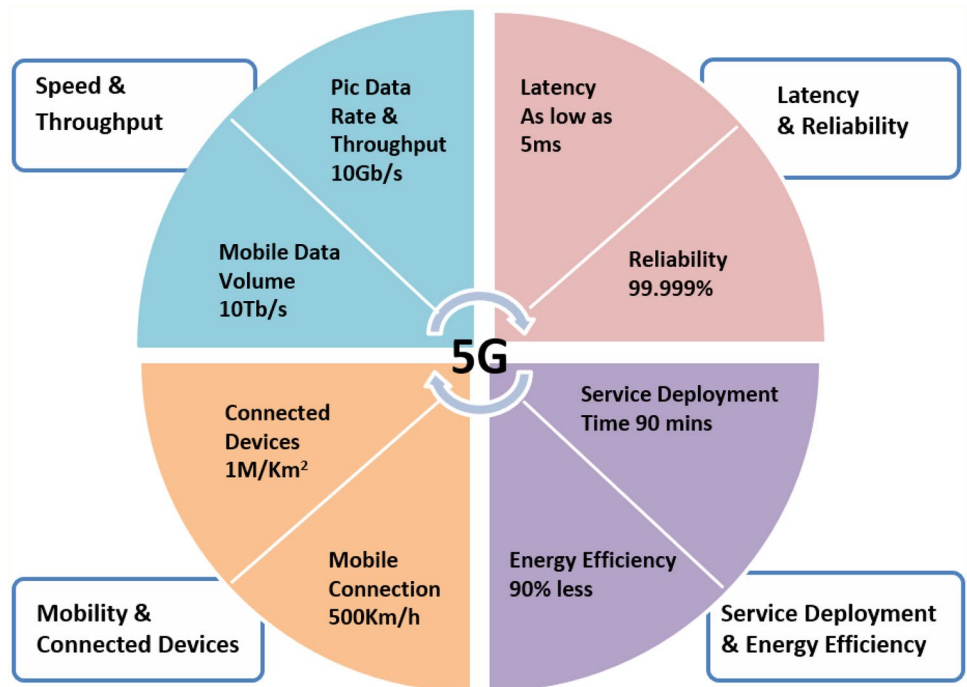 Speed &
Throughput
Pic Data
Rate &
Throughput
10Gb/s
Mobile Data
Volume
10Tb/s
Latency
As low as
5ms
Latency
& Reliability
Reliability
99.999%
5G
Connected
Devices
1M/Km²
Mobile
Connection
500Km/h
Mobility &
Connected Devices
Service Deployment
Time 90 mins
Energy Efficiency
90% less
Service Deployment
& Energy Efficiency